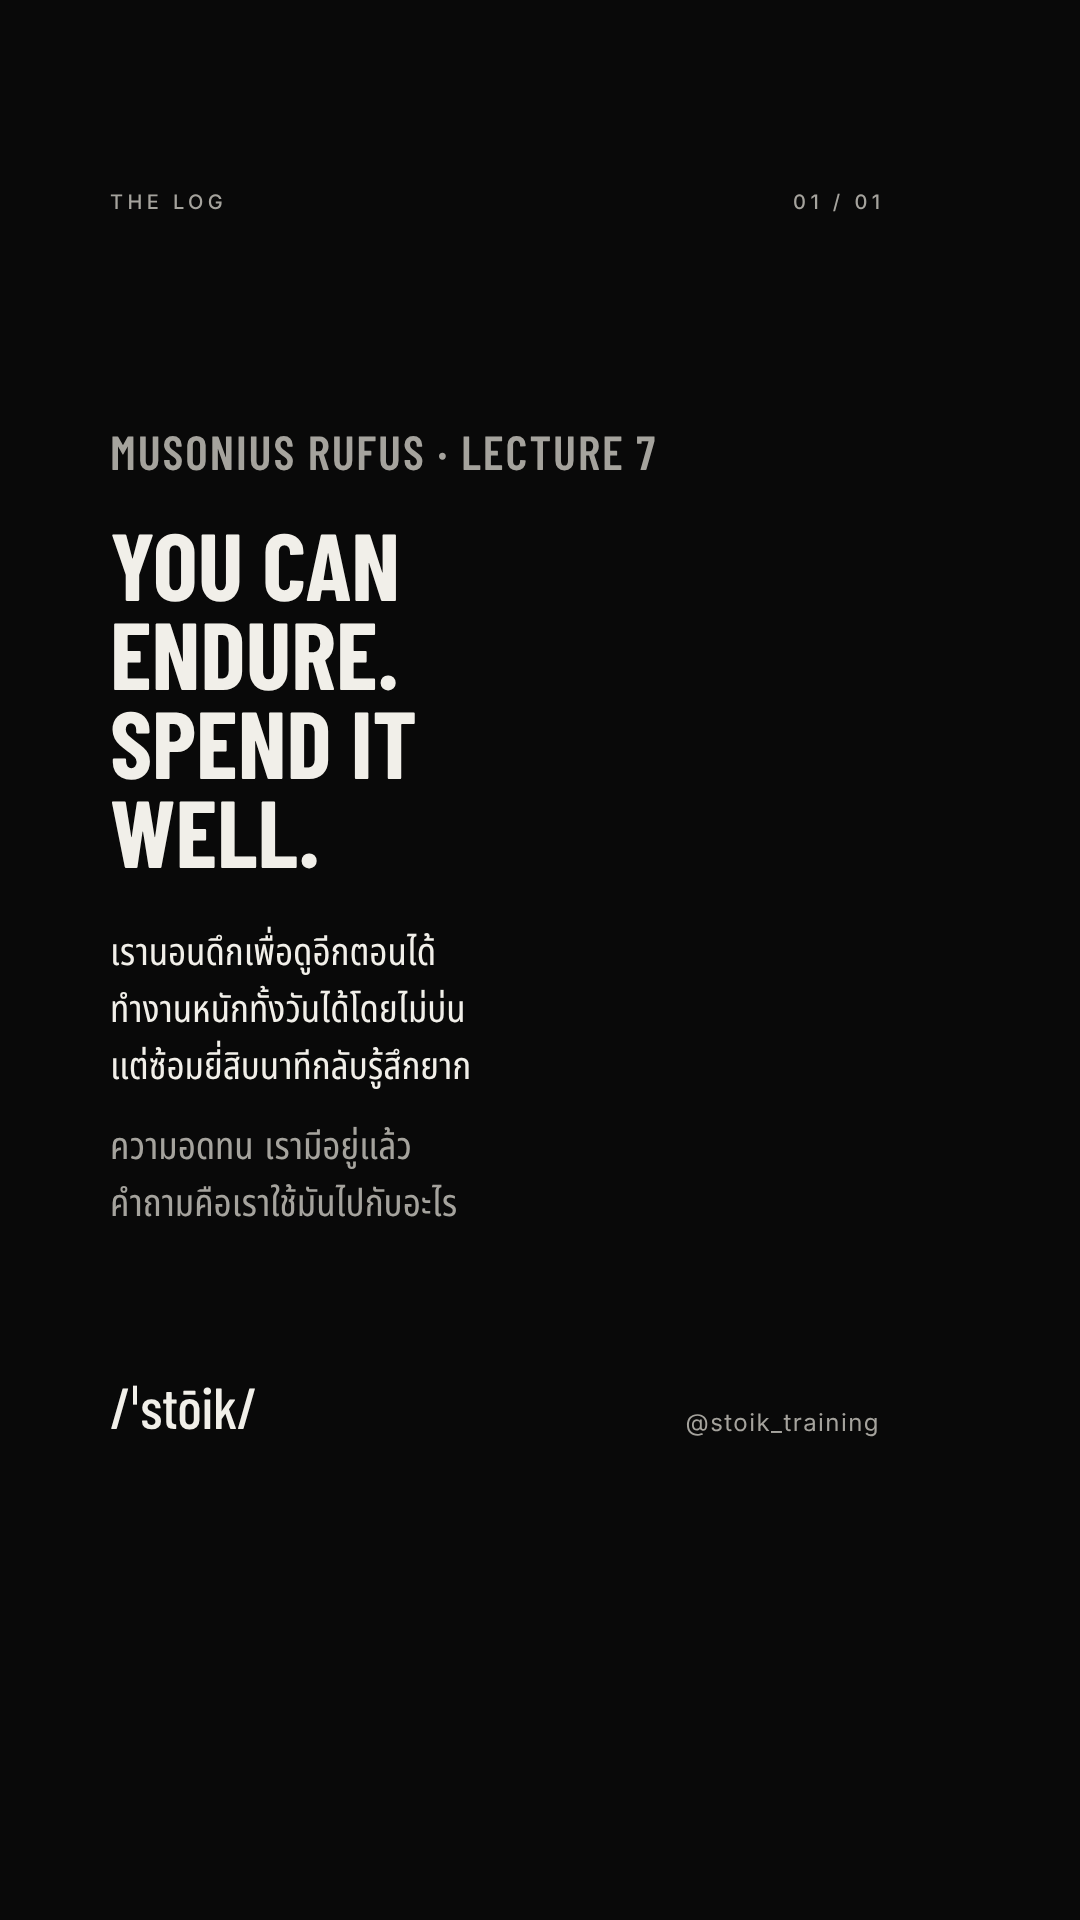 THE LOG
01 / 01
MUSONIUS RUFUS · LECTURE 7
YOU CAN
ENDURE.
SPEND IT
WELL.
เรานอนดึกเพื่อดูอีกตอนได้
ทำงานหนักทั้งวันได้โดยไม่บ่น
แต่ซ้อมยี่สิบนาทีกลับรู้สึกยาก
ความอดทน เรามีอยู่แล้ว
คำถามคือเราใช้มันไปกับอะไร
/ˈstōik/
@stoik_training